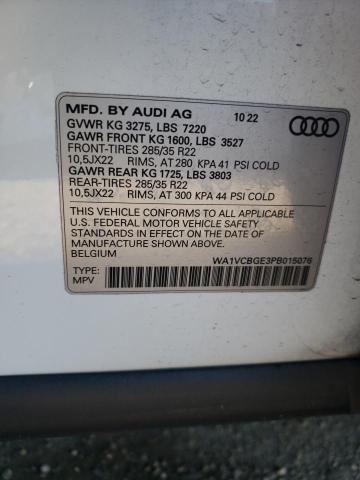 MFD. BY AUDI AG 10 22
GVWR KG 3275, LBS 7220
GAWR FRONT KG 1600, LBS 3527
FRONT-TIRES 285/35 R22
10,5JX22 RIMS, AT 280 KPA 41 PSI COLD
GAWR REAR KG 1725, LBS 3803
REAR-TIRES 285/35 R22
10,5JX22 RIMS, AT 300 KPA 44 PSI COLD
THIS VEHICLE CONFORMS TO ALL APPLICABLE
U.S. FEDERAL MOTOR VEHICLE SAFETY
STANDARDS IN EFFECT ON THE DATE OF
MANUFACTURE SHOWN ABOVE.
BELGIUM
TYPE: WA1VCBGE3PB015076
MPV